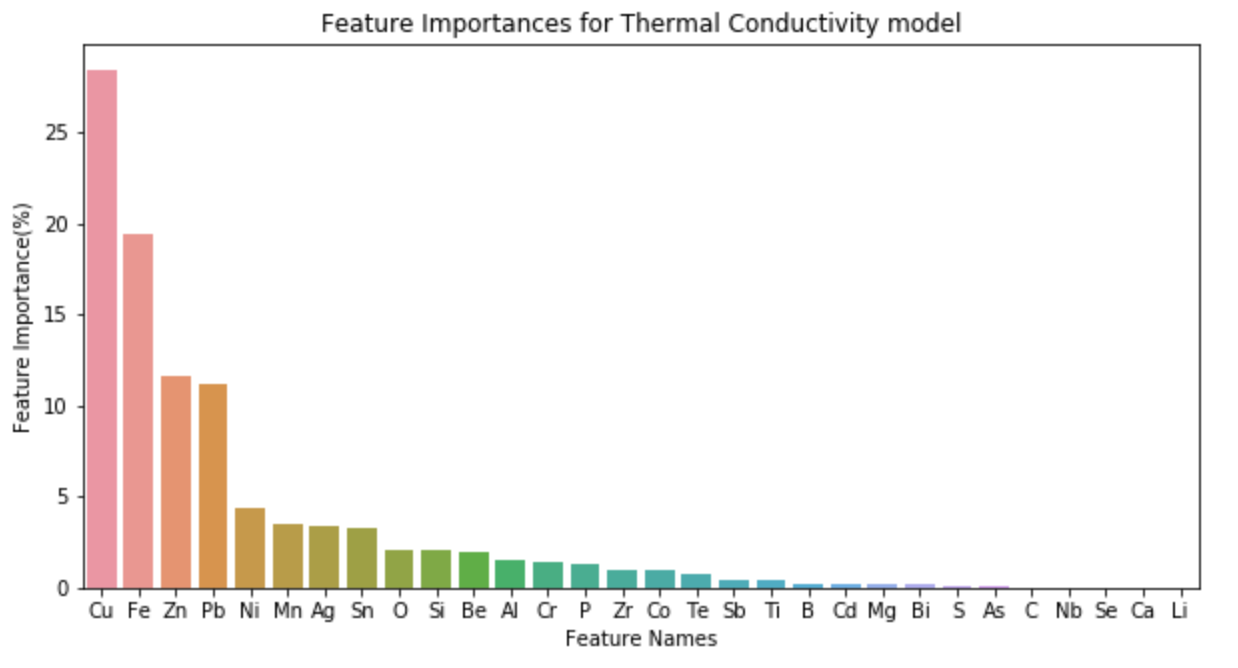 Feature Importances for Thermal Conductivity model
Feature Importance(%)
25
20
15
10
5
0
Cu Fe Zn Pb Ni Mn Ag Sn O Si Be Al Cr P Zr Co Te Sb Ti B Cd Mg Bi S As C Nb Se Ca Li
Feature Names